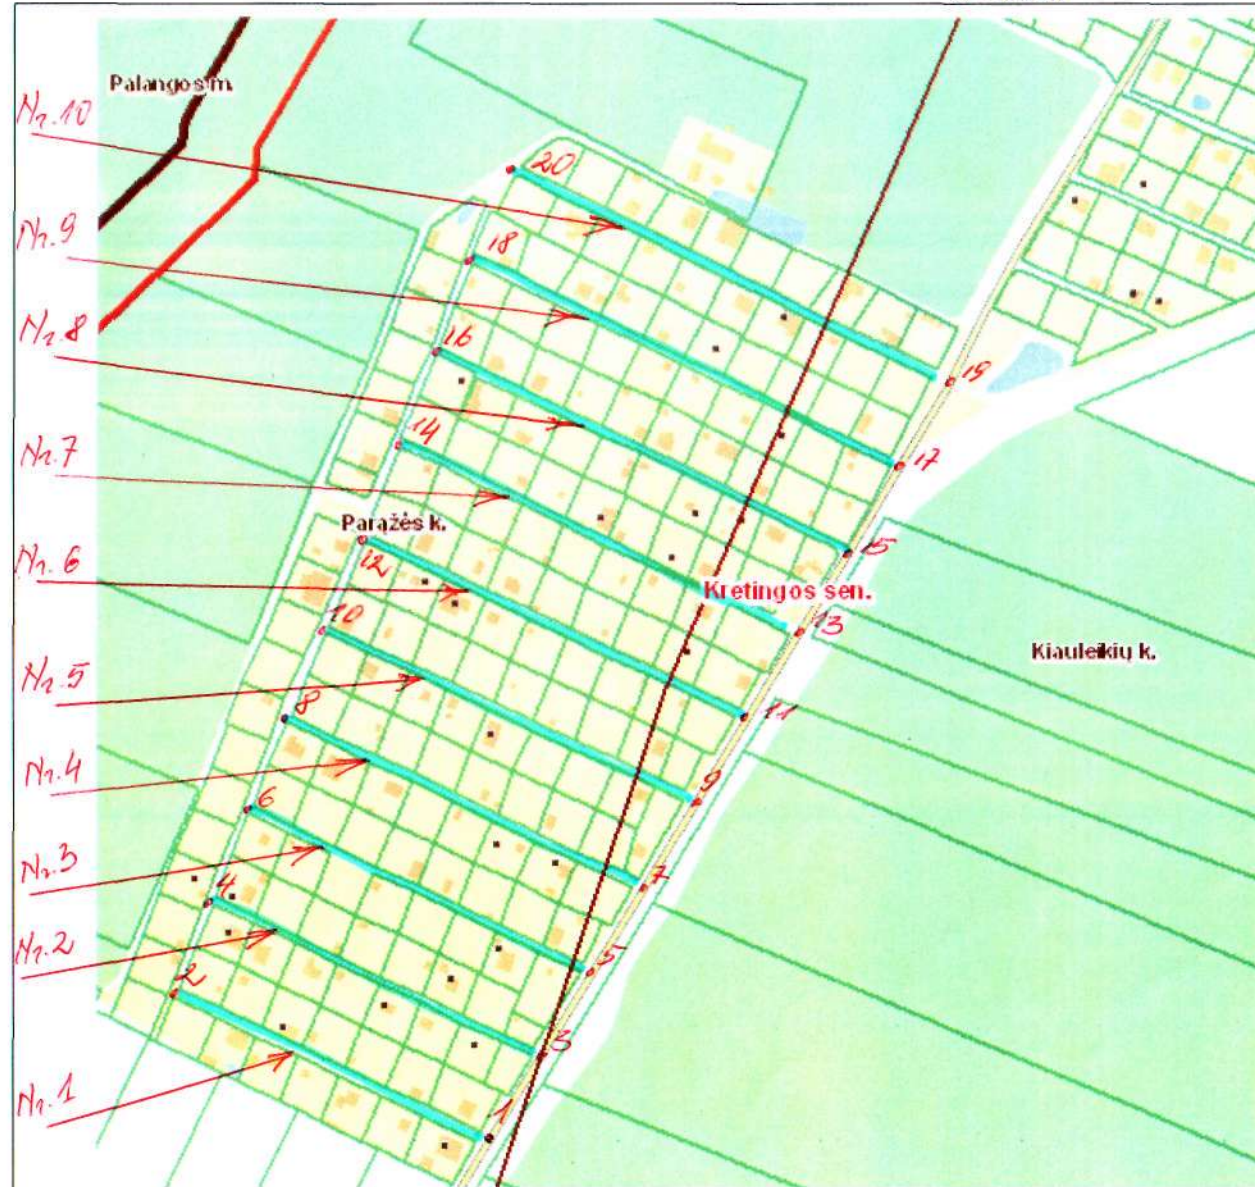 Palangos m.
Nr.10
20
Nr.9
18
Nr.8
16
19
Nr.7
14
17
Paražės k.
Nr.6
12
15
Kretingos sen.
13
10
Kiauleikių k.
Nr.5
8
11
Nr.4
6
9
Nr.3
4
7
Nr.2
2
5
3
Nr.1
1